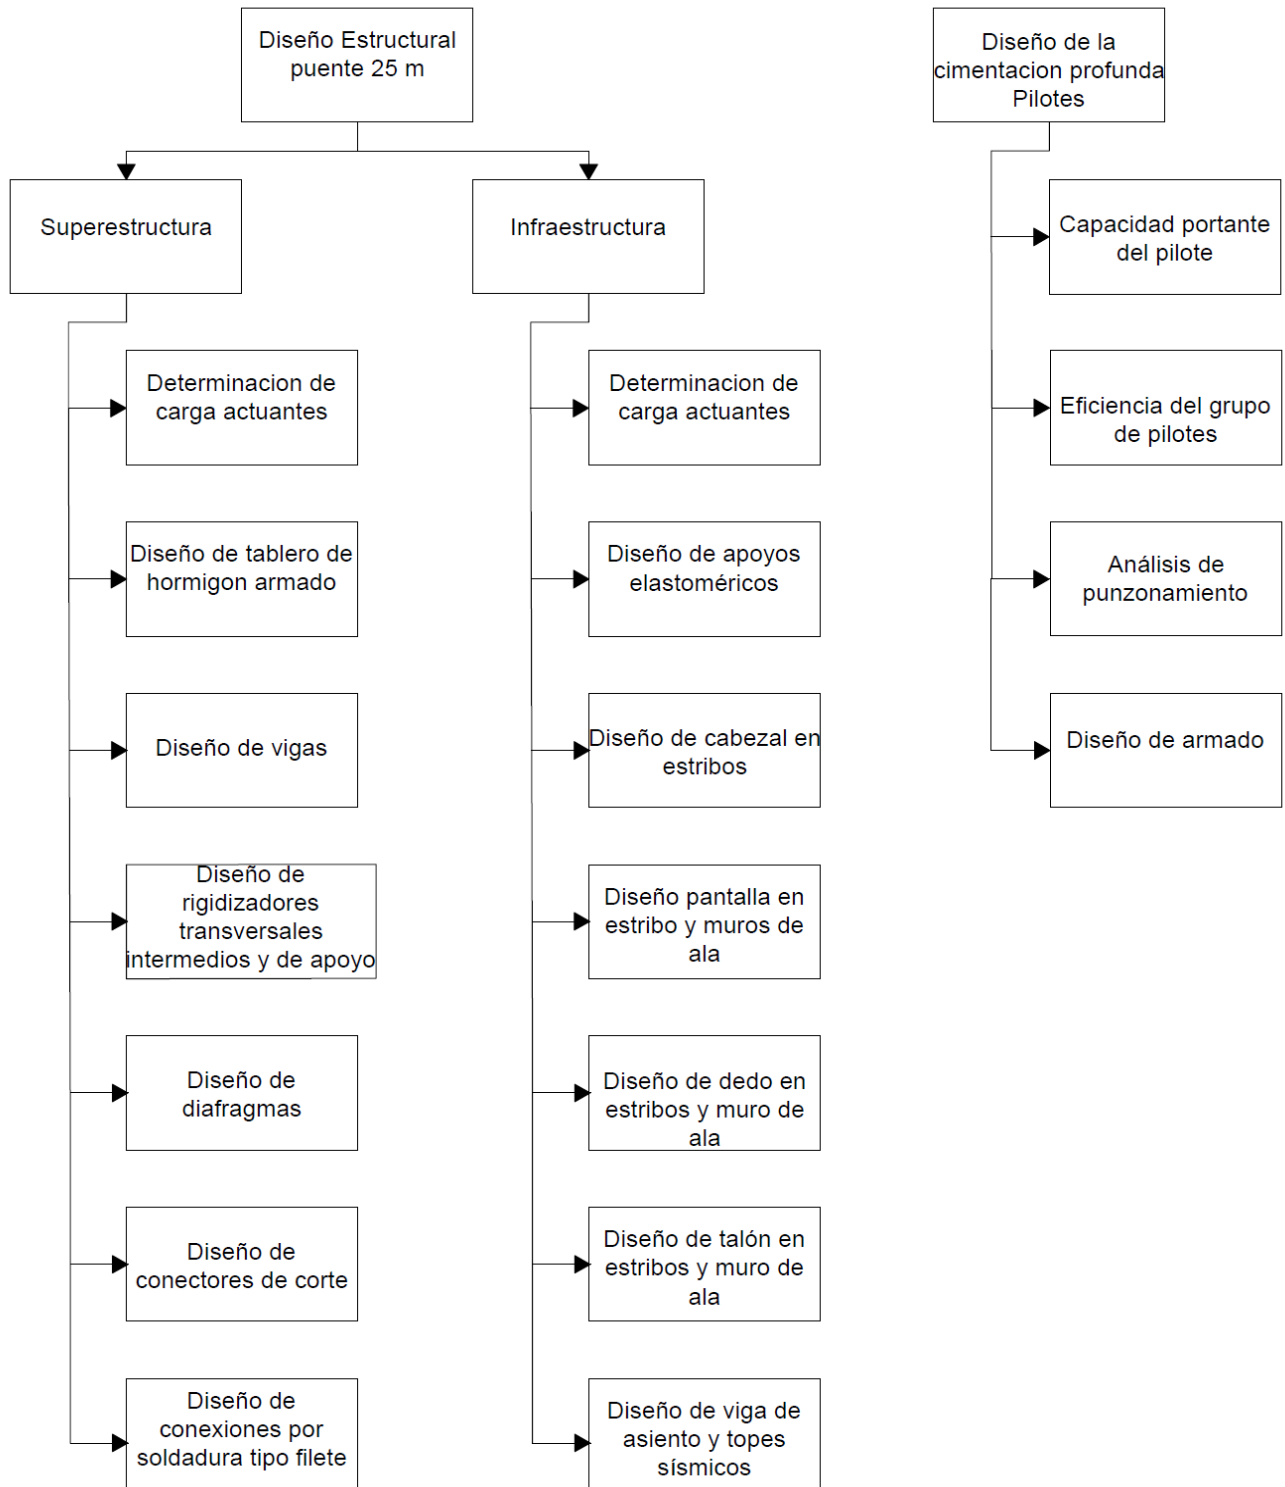 Diseño Estructural
puente 25 m
Superestructura
Determinacion de
carga actuantes
Diseño de tablero de
hormigon armado
Diseño de vigas
Diseño de
rigidizadores
transversales
intermedios y de apoyo
Diseño de
diafragmas
Diseño de
conectores de corte
Diseño de
conexiones por
soldadura tipo filete
Infraestructura
Determinacion de
carga actuantes
Diseño de apoyos
elastoméricos
Diseño de cabezal en
estribos
Diseño pantalla en
estribo y muros de
ala
Diseño de dedo en
estribos y muro de
ala
Diseño de talón en
estribos y muro de
ala
Diseño de viga de
asiento y topes
sísmicos
Diseño de la
cimentacion profunda
Pilotes
Capacidad portante
del pilote
Eficiencia del grupo
de pilotes
Análisis de
punzonamiento
Diseño de armado